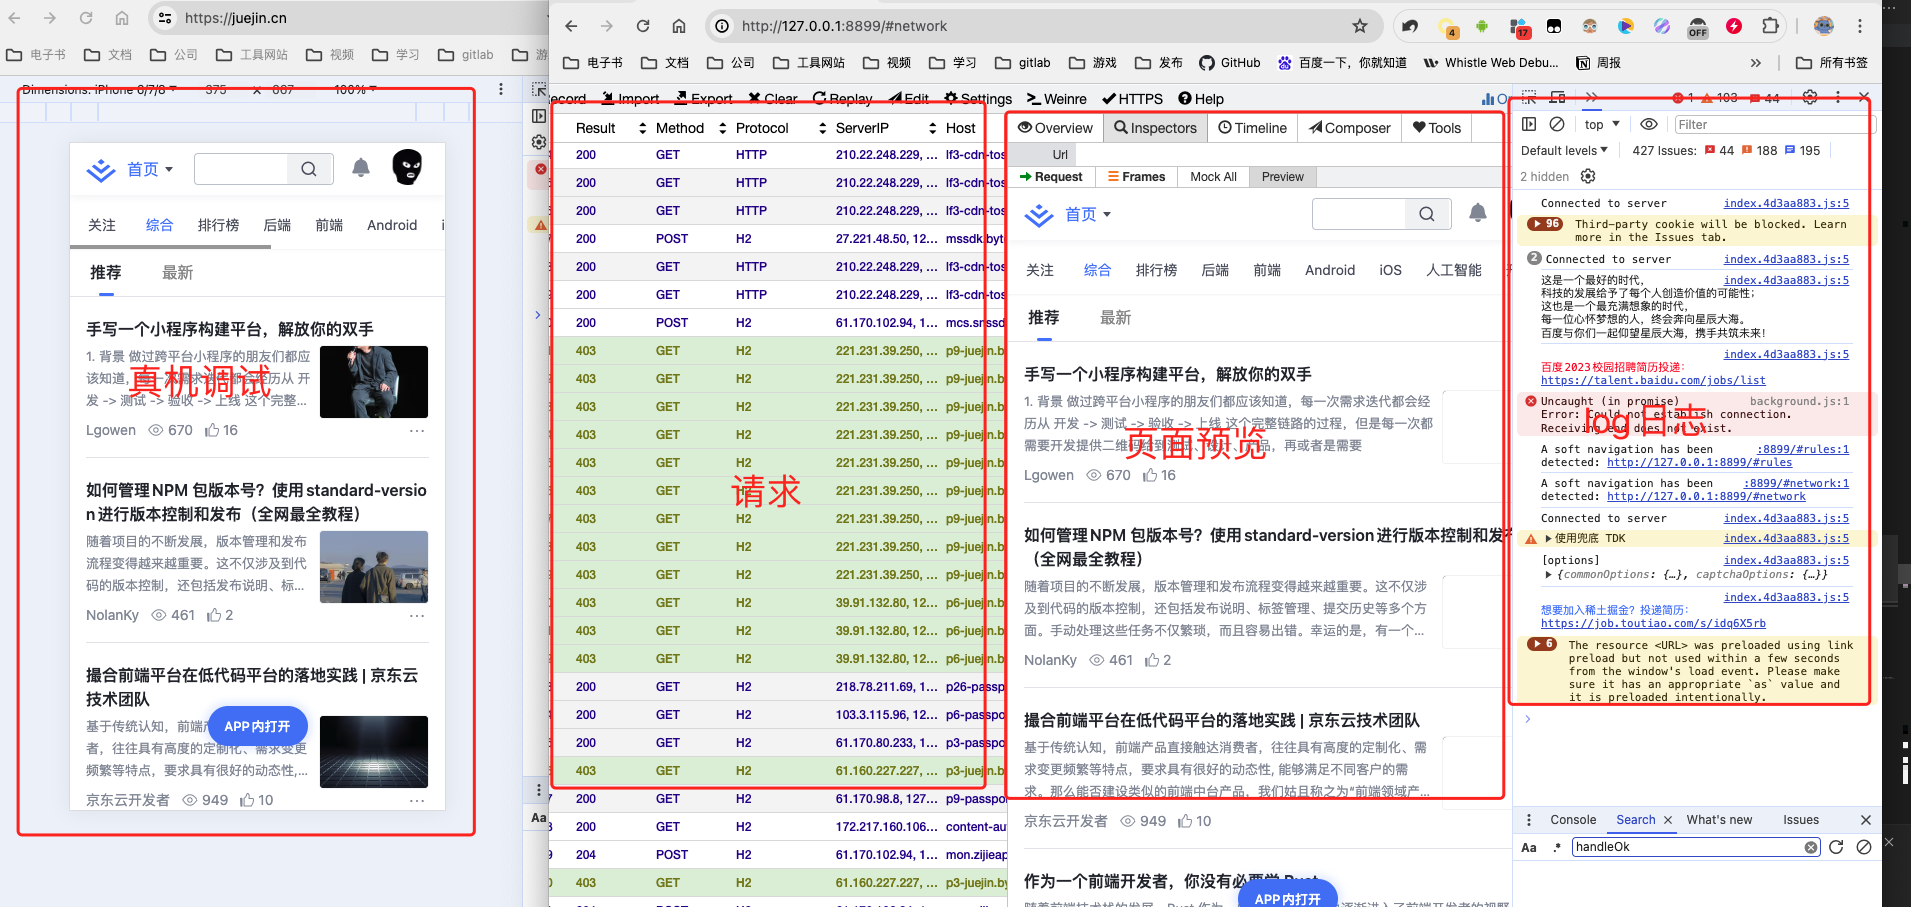 https://juejin.cn
电子书
文档
公司
工具网站
视频
学习
gitlab
Dimensions: iPhone 6/7/8
375
×
667
100%
首页
关注
综合
排行榜
后端
前端
Android
推荐
最新
手写一个小程序构建平台，解放你的双手
1. 背景 做过跨平台小程序的朋友们都应
该知道，每一次需求迭代都会经历从 开
发 -> 测试 -> 验收 -> 上线 这个完整...
Lgowen
670
16
如何管理NPM 包版本号？使用standard-versio
n进行版本控制和发布（全网最全教程）
随着项目的不断发展，版本管理和发布
流程变得越来越重要。这不仅涉及到代
码的版本控制，还包括发布说明、标...
NolanKy
461
2
撮合前端平台在低代码平台的落地实践 | 京东云
技术团队
基于传统认知，前端产
者，往往具有高度的定制化、需求变更
频繁等特点，要求具有很好的动态性,...
京东云开发者
949
10
APP内打开
真机调试
Aa
http://127.0.0.1:8899/#network
4
17
OFF
电子书
文档
公司
工具网站
视频
学习
gitlab
游戏
发布
GitHub
百度一下，你就知道
Whistle Web Debu...
周报
»
所有书签
Record
Import
Export
Clear
Replay
Edit
Settings
Weinre
HTTPS
Help
Result Method Protocol ServerIP Host
200 GET HTTP 210.22.248.229, ... lf3-cdn-tos
200 GET HTTP 210.22.248.229, ... lf3-cdn-tos
200 GET HTTP 210.22.248.229, ... lf3-cdn-tos
200 POST H2 27.221.48.50, 12... mssdk.byt
200 GET HTTP 210.22.248.229, ... lf3-cdn-tos
200 GET HTTP 210.22.248.229, ... lf3-cdn-tos
200 POST H2 61.170.102.94, 1... mcs.snssd
403 GET H2 221.231.39.250, ... p9-juejin.b
403 GET H2 221.231.39.250, ... p9-juejin.b
403 GET H2 221.231.39.250, ... p9-juejin.b
403 GET H2 221.231.39.250, ... p9-juejin.b
403 GET H2 221.231.39.250, ... p9-juejin.b
403 GET H2 221.231.39.250, ... p9-juejin.b
403 GET H2 221.231.39.250, ... p9-juejin.b
403 GET H2 221.231.39.250, ... p9-juejin.b
403 GET H2 221.231.39.250, ... p9-juejin.b
403 GET H2 39.91.132.80, 12... p6-juejin.b
403 GET H2 39.91.132.80, 12... p6-juejin.b
403 GET H2 39.91.132.80, 12... p6-juejin.b
200 GET H2 218.78.211.69, 1... p26-passp
200 GET H2 103.3.115.96, 12... p6-passpo
200 GET H2 61.170.80.233, 1... p3-passpo
403 GET H2 61.160.227.227, ... p3-juejin.b
200 GET H2 61.170.98.8, 127... p9-passpo
200 GET H2 172.217.160.106... content-au
204 POST H2 61.170.102.94, 1... mon.zijieap
403 GET H2 61.160.227.227, ... p3-juejin.by
请求
Overview
Inspectors
Timeline
Composer
Tools
Url
Request
Frames
Mock All
Preview
首页
关注
综合
排行榜
后端
前端
Android
iOS
人工智能
推荐
最新
手写一个小程序构建平台，解放你的双手
1. 背景 做过跨平台小程序的朋友们都应该知道，每一次需求迭代都会经
历从 开发 -> 测试 -> 验收 -> 上线 这个完整链路的过程，但是每一次都
需要开发提供二维码给到测试、设计、产品，再或者是需要
Lgowen
670
16
如何管理NPM 包版本号？使用standard-version进行版本控制和发布
（全网最全教程）
随着项目的不断发展，版本管理和发布流程变得越来越重要。这不仅涉
及到代码的版本控制，还包括发布说明、标签管理、提交历史等多个方
面。手动处理这些任务不仅繁琐，而且容易出错。幸运的是，有一个...
NolanKy
461
2
撮合前端平台在低代码平台的落地实践 | 京东云技术团队
基于传统认知，前端产品直接触达消费者，往往具有高度的定制化、需
求变更频繁等特点，要求具有很好的动态性, 能够满足不同客户的需
求。那么能否建设类似的前端中台产品，我们姑且称之为“前端领域产...
京东云开发者
949
10
作为一个前端开发者，你没有必要学 Rust
APP内打开
页面预览
1
103
44
top
Filter
Default levels
427 Issues:
44
188
195
2 hidden
Connected to server
index.4d3aa883.js:5
96
Third-party cookie will be blocked. Learn
more in the Issues tab.
2
Connected to server
index.4d3aa883.js:5
这是一个最好的时代，
index.4d3aa883.js:5
科技的发展给予了每个人创造价值的可能性；
这也是一个最充满想象的时代，
每一位心怀梦想的人，终会奔向星辰大海。
百度与你们一起仰望星辰大海，携手共筑未来！
index.4d3aa883.js:5
百度2023校园招聘简历投递：
https://talent.baidu.com/jobs/list
Uncaught (in promise)
background.js:1
Error: Could not establish connection.
Receiving end does not exist.
A soft navigation has been
:8899/#rules:1
detected: http://127.0.0.1:8899/#rules
A soft navigation has been
:8899/#network:1
detected: http://127.0.0.1:8899/#network
Connected to server
index.4d3aa883.js:5
使用兜底 TDK
index.4d3aa883.js:5
[options]
index.4d3aa883.js:5
{commonOptions: {…}, captchaOptions: {…}}
index.4d3aa883.js:5
想要加入稀土掘金？投递简历：
https://job.toutiao.com/s/idq6X5rb
6
The resource <URL> was preloaded using link
preload but not used within a few seconds
from the window's load event. Please make
sure it has an appropriate `as` value and
it is preloaded intentionally.
log日志
Console
Search
What's new
Issues
Aa
.*
handleOk